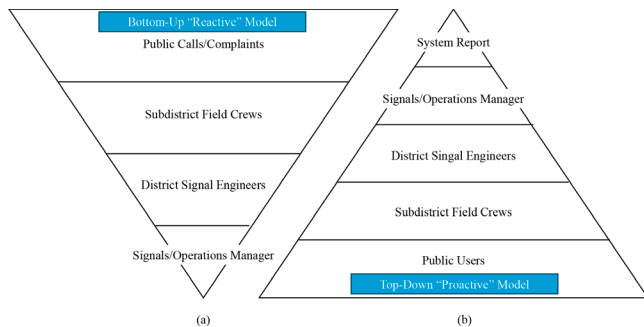 Bottom-Up “Reactive” Model
Public Calls/Complaints
Subdistrict Field Crews
District Signal Engineers
Signals/Operations Manager
(a)
System Report
Signals/Operations Manager
District Singal Engineers
Subdistrict Field Crews
Public Users
Top-Down “Proactive” Model
(b)